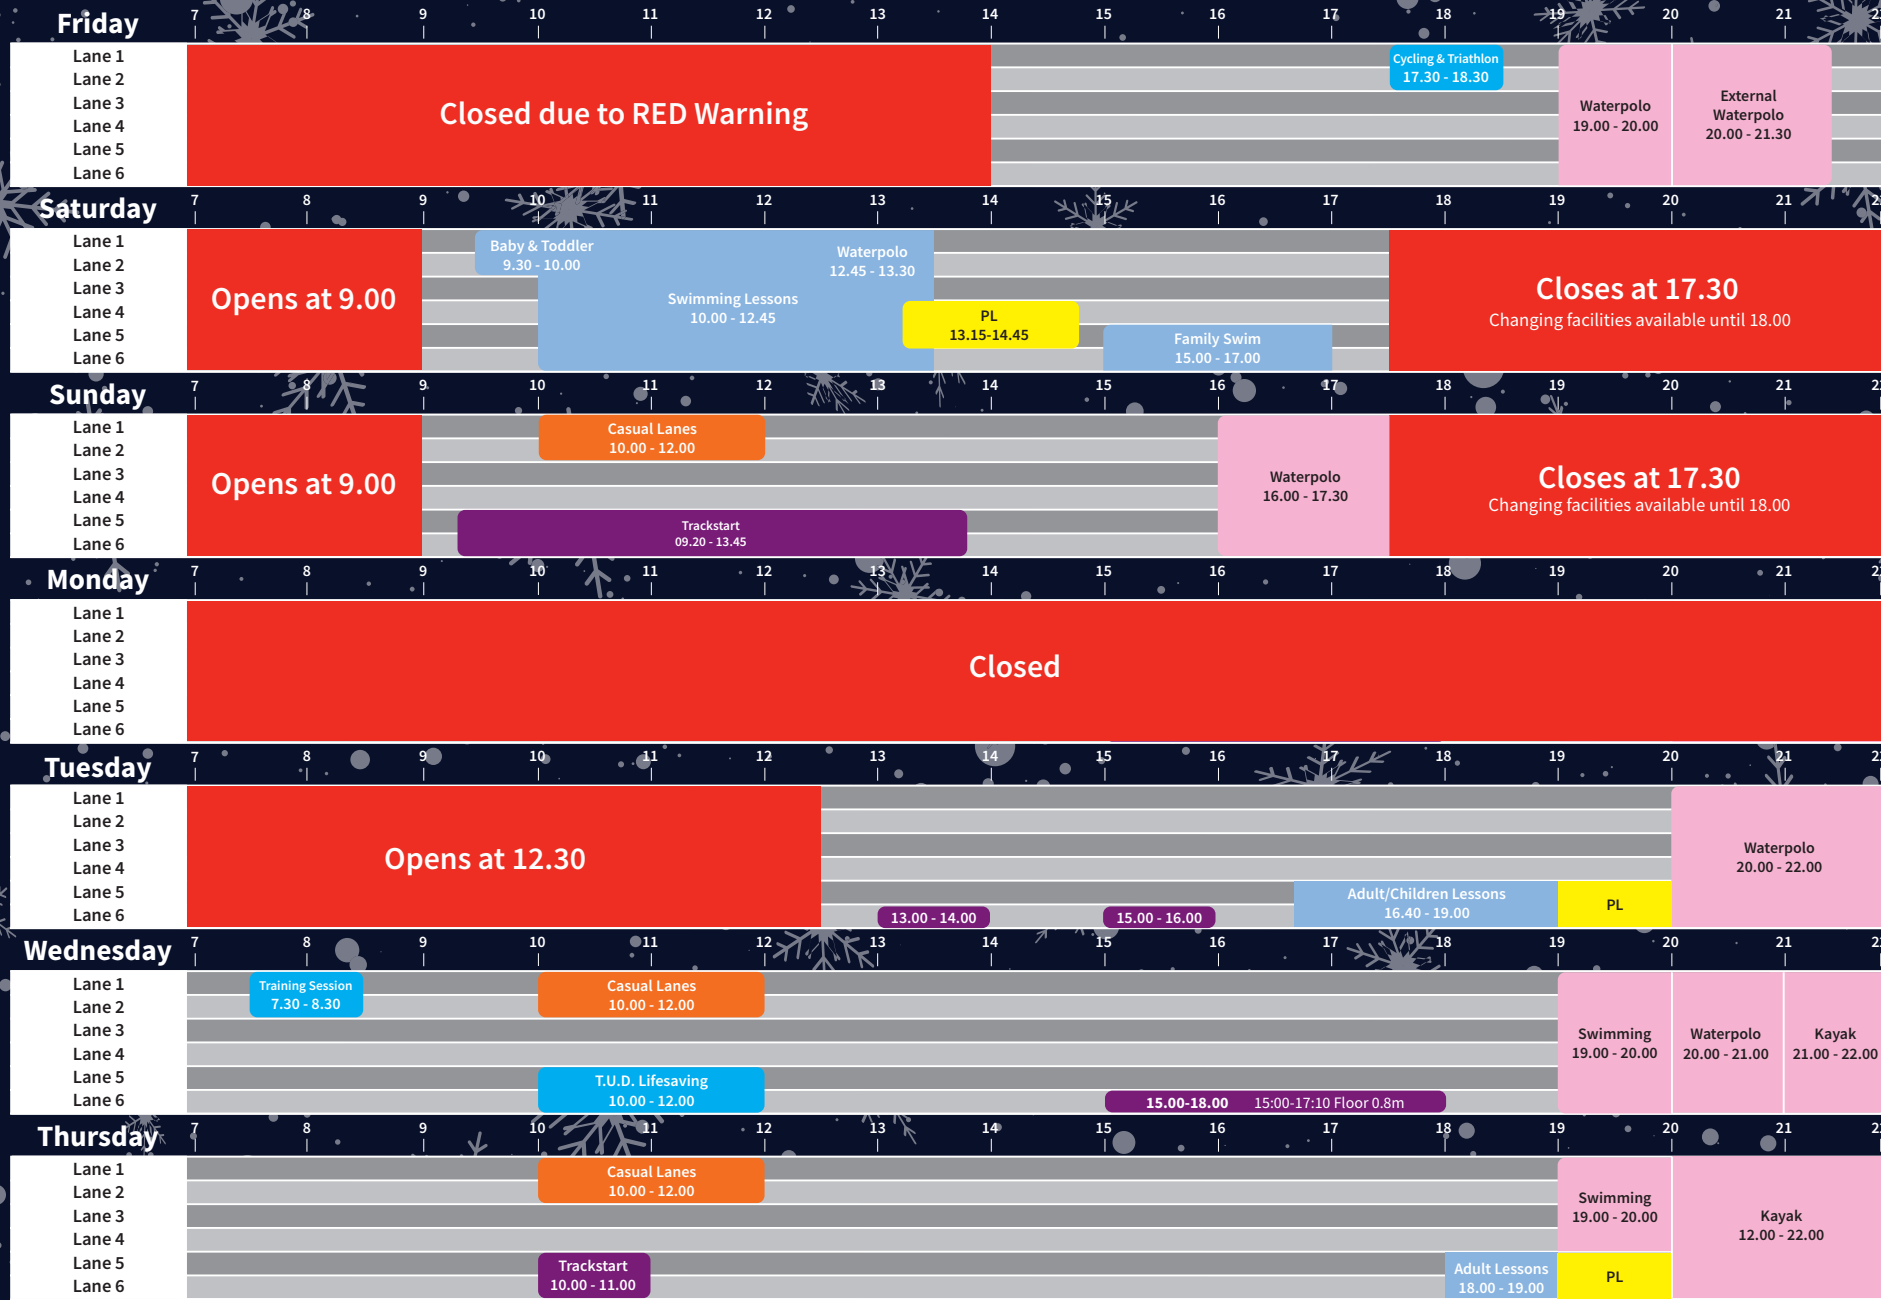 Friday
7 8 9 10 11 12 13 14 15 16 17 18 19 20 21
Lane 1
Lane 2
Lane 3
Lane 4
Lane 5
Lane 6
Closed due to RED Warning
Cycling & Triathlon
17.30 - 18.30
Waterpolo
19.00 - 20.00
External
Waterpolo
20.00 - 21.30
Saturday
7 8 9 10 11 12 13 14 15 16 17 18 19 20 21
Lane 1
Lane 2
Lane 3
Lane 4
Lane 5
Lane 6
Opens at 9.00
Baby & Toddler
9.30 - 10.00
Swimming Lessons
10.00 - 12.45
Waterpolo
12.45 - 13.30
PL
13.15-14.45
Family Swim
15.00 - 17.00
Closes at 17.30
Changing facilities available until 18.00
Sunday
7 8 9 10 11 12 13 14 15 16 17 18 19 20 21
Lane 1
Lane 2
Lane 3
Lane 4
Lane 5
Lane 6
Opens at 9.00
Casual Lanes
10.00 - 12.00
Trackstart
09.20 - 13.45
Waterpolo
16.00 - 17.30
Closes at 17.30
Changing facilities available until 18.00
Monday
7 8 9 10 11 12 13 14 15 16 17 18 19 20 21
Lane 1
Lane 2
Lane 3
Lane 4
Lane 5
Lane 6
Closed
Tuesday
7 8 9 10 11 12 13 14 15 16 17 18 19 20 21
Lane 1
Lane 2
Lane 3
Lane 4
Lane 5
Lane 6
Opens at 12.30
13.00 - 14.00
15.00 - 16.00
Adult/Children Lessons
16.40 - 19.00
PL
Waterpolo
20.00 - 22.00
Wednesday
7 8 9 10 11 12 13 14 15 16 17 18 19 20 21
Lane 1
Lane 2
Lane 3
Lane 4
Lane 5
Lane 6
Training Session
7.30 - 8.30
Casual Lanes
10.00 - 12.00
T.U.D. Lifesaving
10.00 - 12.00
15.00-18.00 15:00-17:10 Floor 0.8m
Swimming
19.00 - 20.00
Waterpolo
20.00 - 21.00
Kayak
21.00 - 22.00
Thursday
7 8 9 10 11 12 13 14 15 16 17 18 19 20 21
Lane 1
Lane 2
Lane 3
Lane 4
Lane 5
Lane 6
Casual Lanes
10.00 - 12.00
Trackstart
10.00 - 11.00
Adult Lessons
18.00 - 19.00
Swimming
19.00 - 20.00
PL
Kayak
12.00 - 22.00